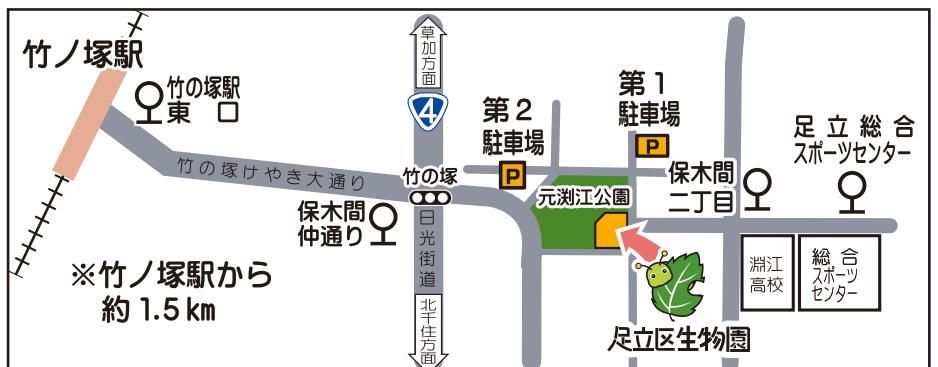 竹ノ塚駅
竹の塚駅
東 口
草加方面
4
第2
駐車場
P
第1
駐車場
P
足立総合
スポーツセンター
竹の塚けやき大通り
竹の塚
保木間
仲通り
日光街道
元渕江公園
保木間
二丁目
淵江
高校
総合
スポーツ
センター
※竹ノ塚駅から
約1.5km
北千住方面
足立区生物園